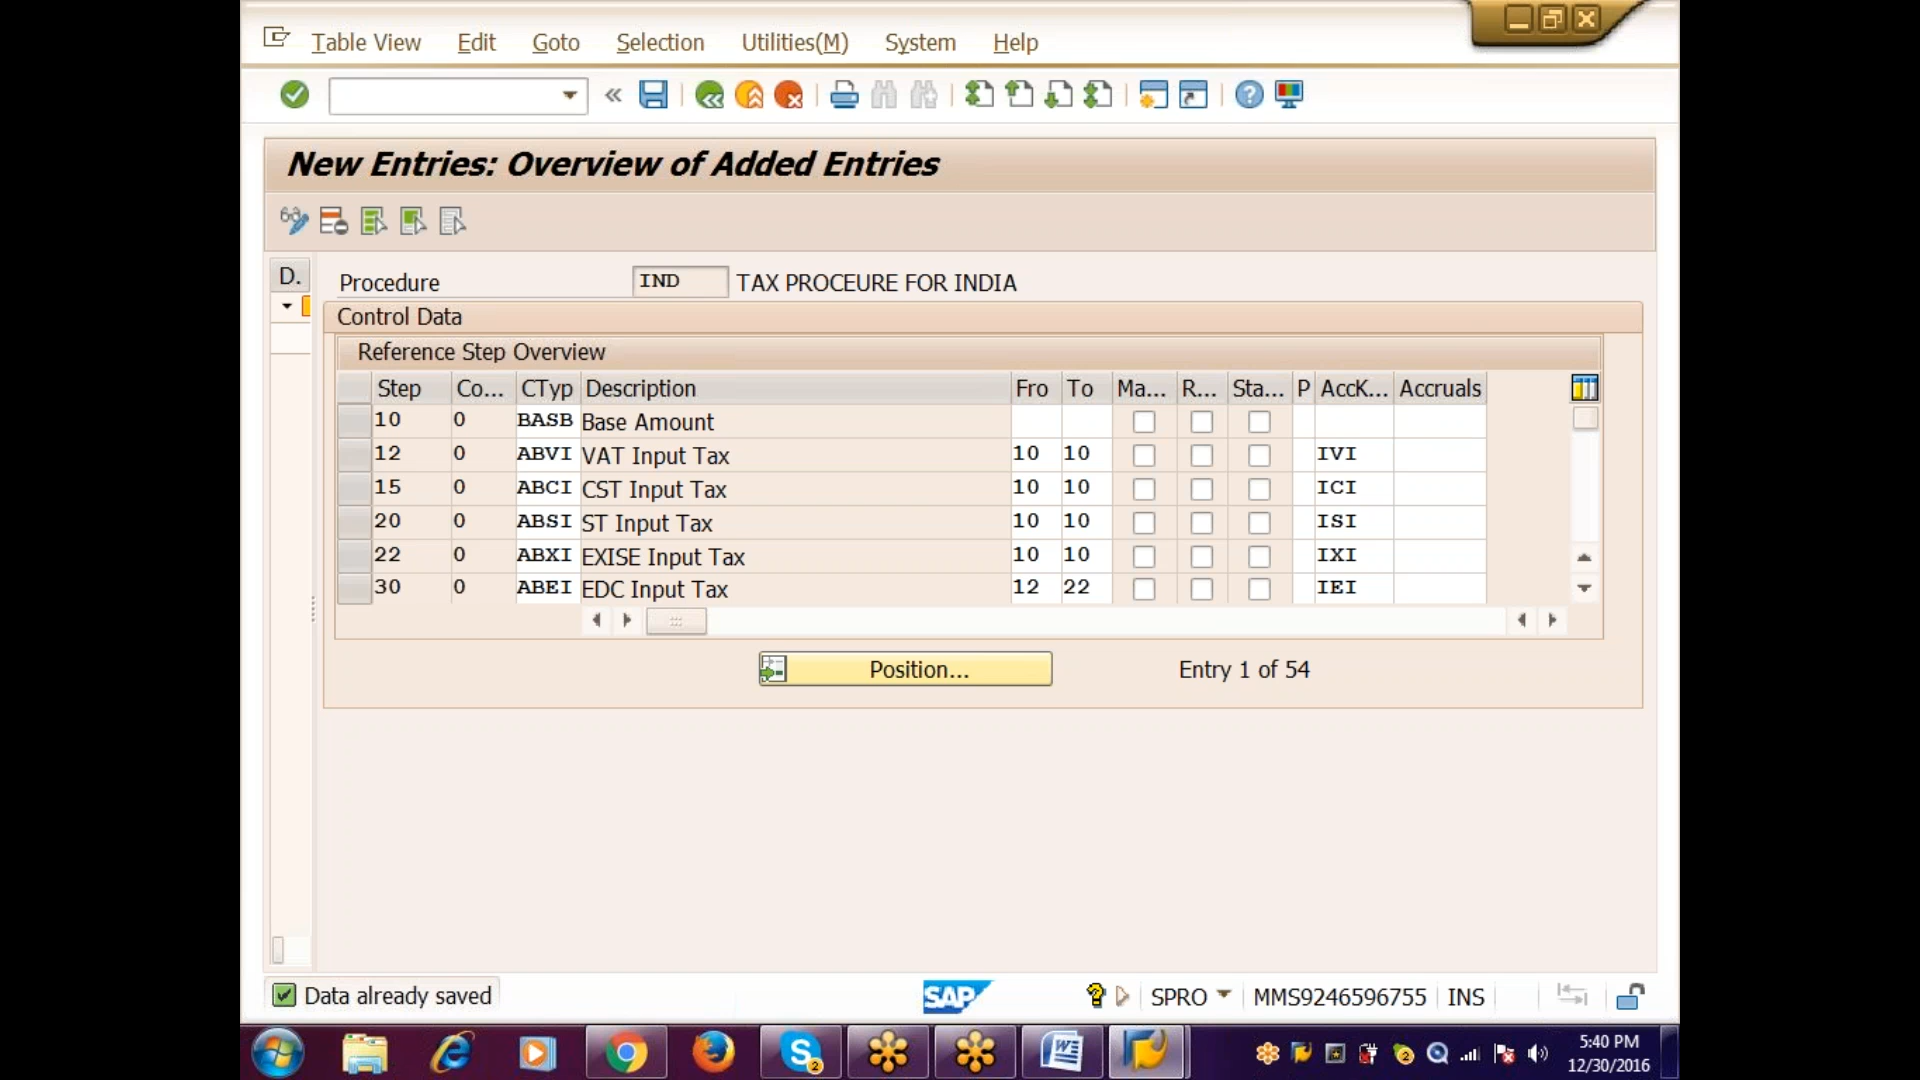 Table View Edit Goto Selection Utilities(M) System Help
New Entries: Overview of Added Entries
D.
Procedure IND TAX PROCEURE FOR INDIA
Control Data
Reference Step Overview
Step Co... CTyp Description Fro To Ma... R... Sta... P AccK... Accruals
10 0 BASB Base Amount
12 0 ABVI VAT Input Tax 10 10 IVI
15 0 ABCI CST Input Tax 10 10 ICI
20 0 ABSI ST Input Tax 10 10 ISI
22 0 ABXI EXISE Input Tax 10 10 IXI
30 0 ABEI EDC Input Tax 12 22 IEI
Position... Entry 1 of 54
Data already saved SAP SPRO MMS9246596755 INS
5:40 PM
12/30/2016